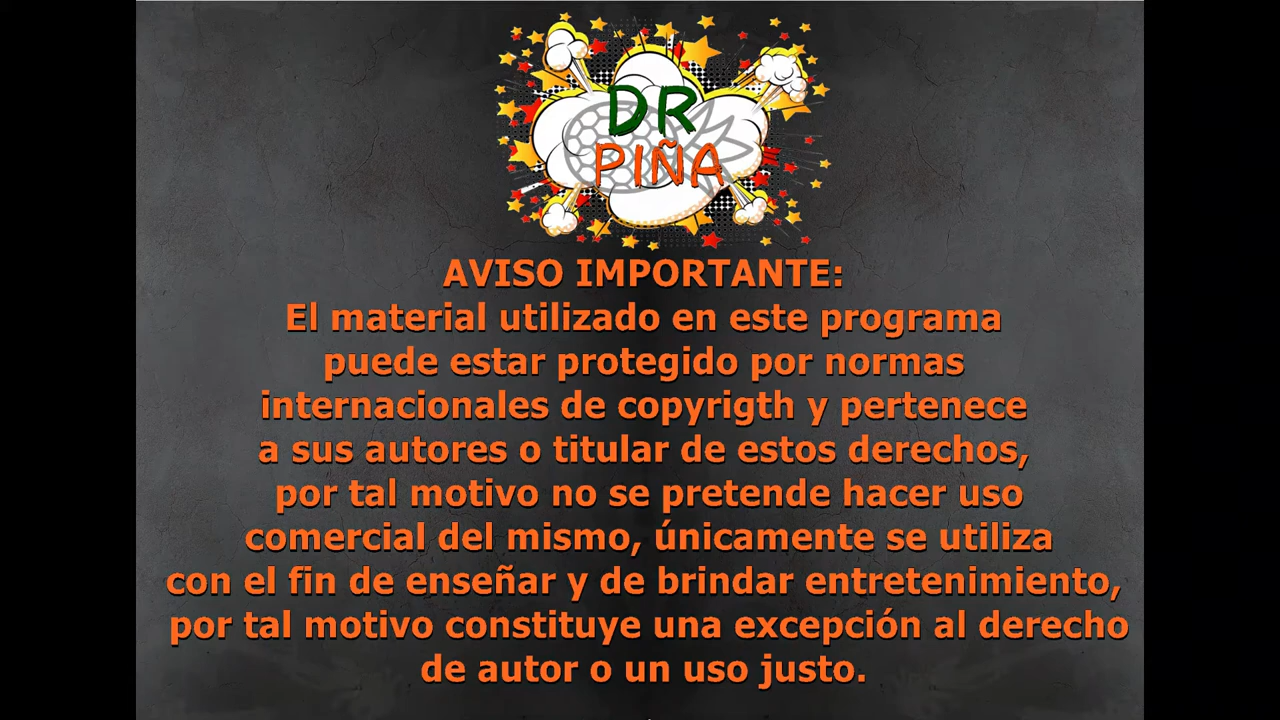 DR
PIÑA
AVISO IMPORTANTE:
El material utilizado en este programa
puede estar protegido por normas
internacionales de copyrigth y pertenece
a sus autores o titular de estos derechos,
por tal motivo no se pretende hacer uso
comercial del mismo, únicamente se utiliza
con el fin de enseñar y de brindar entretenimiento,
por tal motivo constituye una excepción al derecho
de autor o un uso justo.